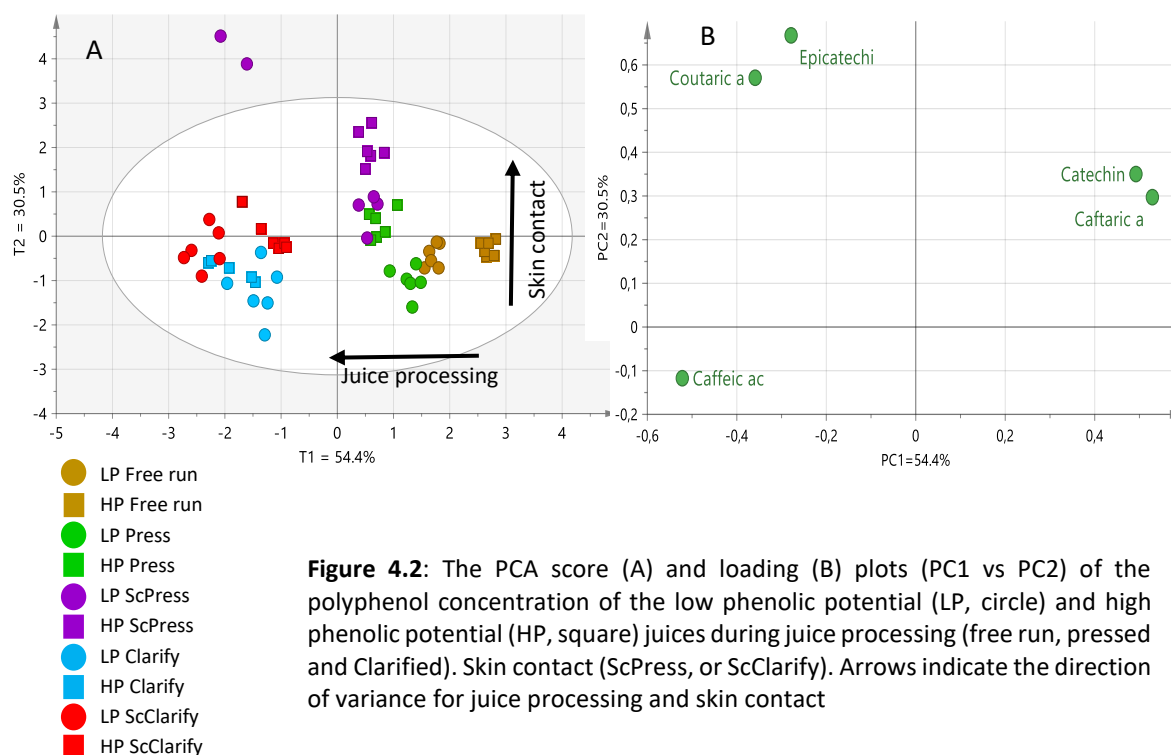 A
T2 = 30.5%
4
3
2
1
0
-1
-2
-3
-4
-5
-4
-3
-2
-1
0
1
2
3
4
T1 = 54.4%
Skin contact
Juice processing
B
PC2=30.5%
0,6
0,5
0,4
0,3
0,2
0,1
0
-0,1
-0,2
-0,6
-0,4
-0,2
0
0,2
0,4
PC1=54.4%
Epicatechi
Coutaric a
Catechin
Caftaric a
Caffeic ac
LP Free run
HP Free run
LP Press
HP Press
LP ScPress
HP ScPress
LP Clarify
HP Clarify
LP ScClarify
HP ScClarify
Figure 4.2: The PCA score (A) and loading (B) plots (PC1 vs PC2) of the
polyphenol concentration of the low phenolic potential (LP, circle) and high
phenolic potential (HP, square) juices during juice processing (free run, pressed
and Clarified). Skin contact (ScPress, or ScClarify). Arrows indicate the direction
of variance for juice processing and skin contact